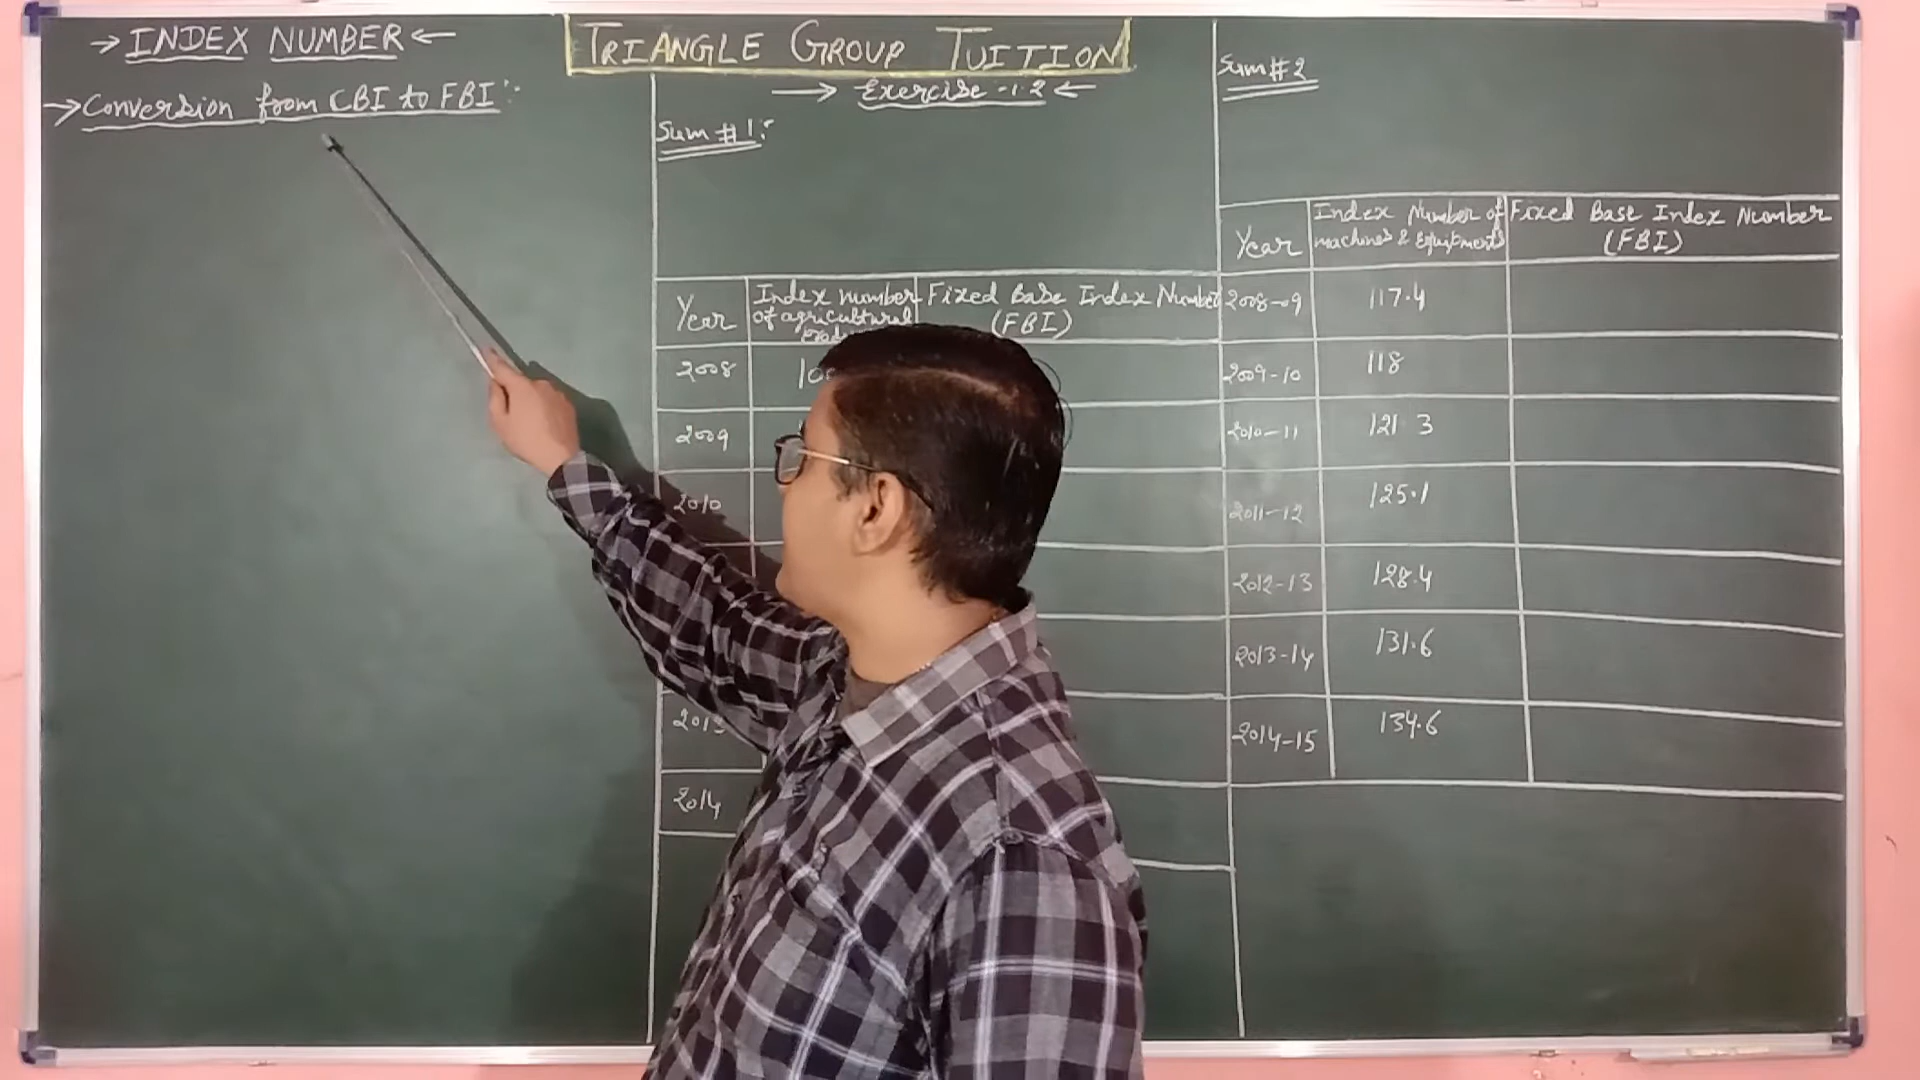 → INDEX NUMBER ←
→ Conversion from CBI to FBI :-
TRIANGLE GROUP TUITION
→ Exercise - 1.2 ←
Sum # 1:-
Year
Index number of agricultural
Fixed Base Index Number (FBI)
2008
2009
2010
2013
2014
Sum # 2
Year
Index Number of machines & Equipments
Fixed Base Index Number (FBI)
2008-09 117.4
2009-10 118
2010-11 121.3
2011-12 125.1
2012-13 128.4
2013-14 131.6
2014-15 134.6